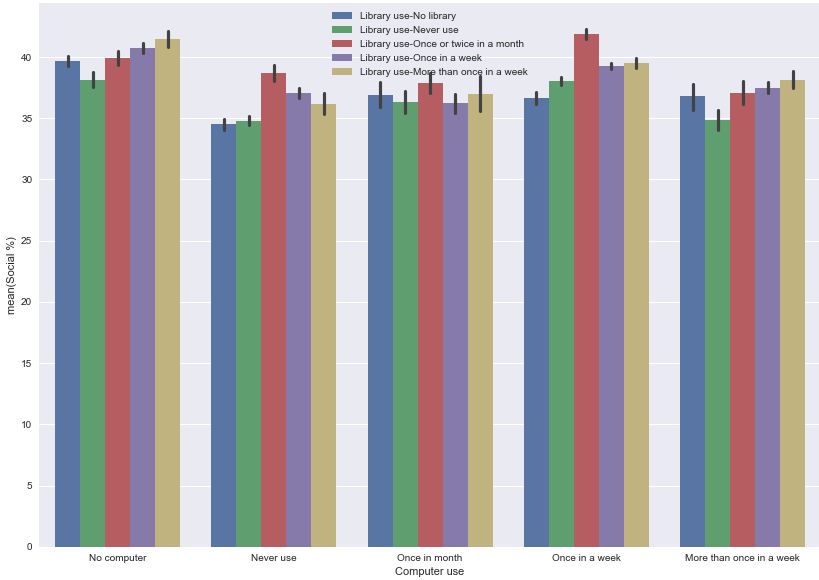 Library use-No library
Library use-Never use
Library use-Once or twice in a month
Library use-Once in a week
Library use-More than once in a week
mean(Social %)
40
35
30
25
20
15
10
5
0
No computer Never use Once in month Once in a week More than once in a week
Computer use